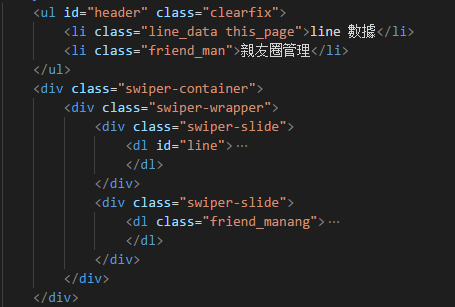 <ul id="header" class="clearfix">
<li class="line_data this_page">line 數據</li>
<li class="friend_man">親友圈管理</li>
</ul>
<div class="swiper-container">
<div class="swiper-wrapper">
<div class="swiper-slide">
<dl id="line">⋯
</dl>
</div>
<div class="swiper-slide">
<dl class="friend_manang">⋯
</dl>
</div>
</div>
</div>